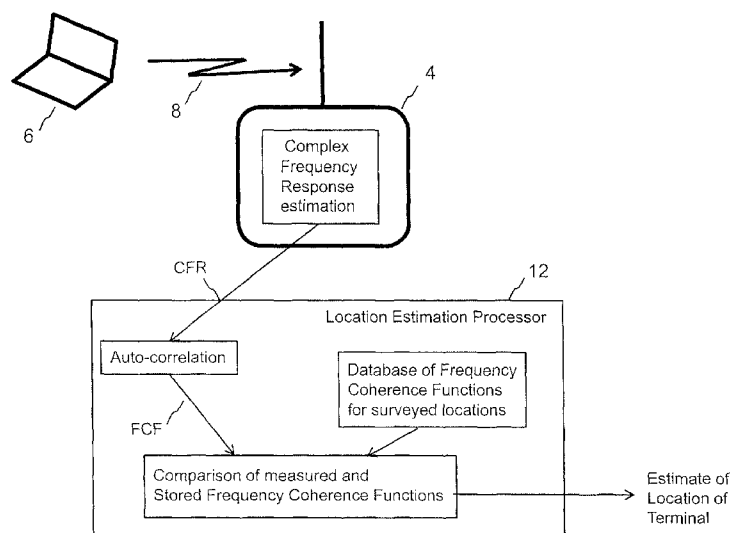 4
8
6
Complex
Frequency
Response
estimation
CFR
12
Location Estimation Processor
Auto-correlation
Database of Frequency
Coherence Functions
for surveyed locations
FCF
Comparison of measured and
Stored Frequency Coherence Functions
Estimate of
Location of
Terminal